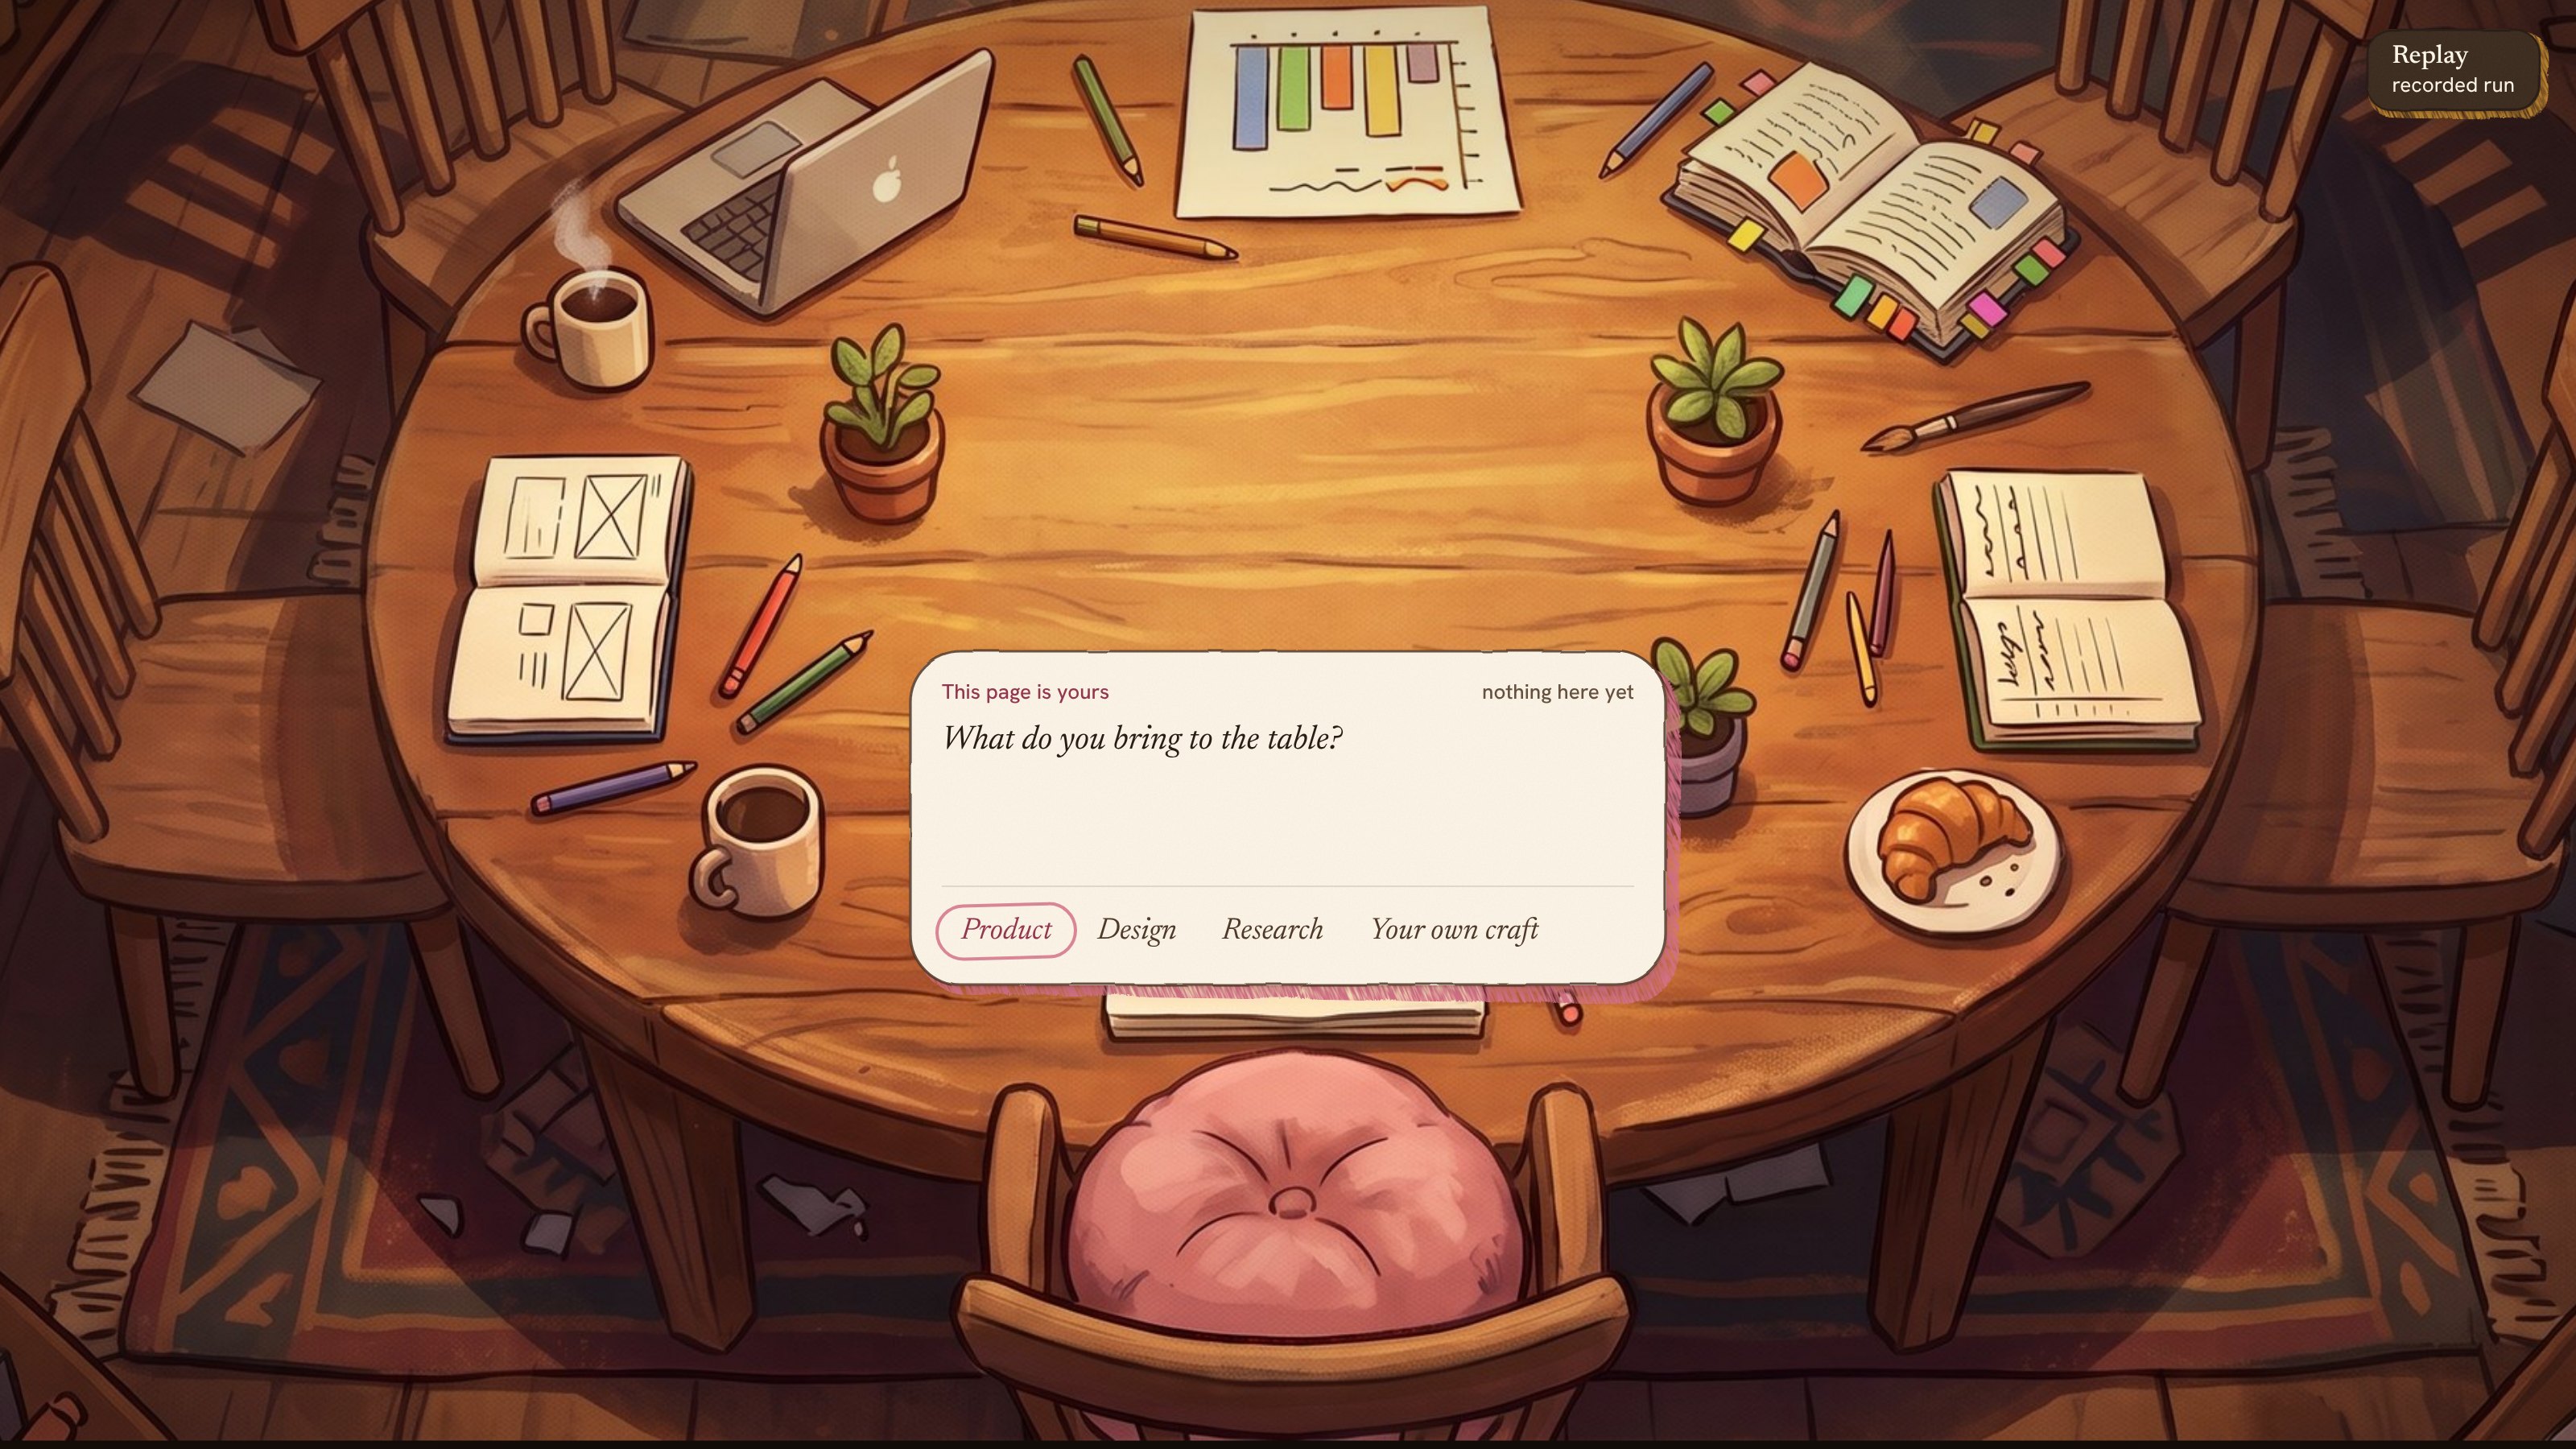 Replay
recorded run
This page is yours
nothing here yet
What do you bring to the table?
Product
Design
Research
Your own craft